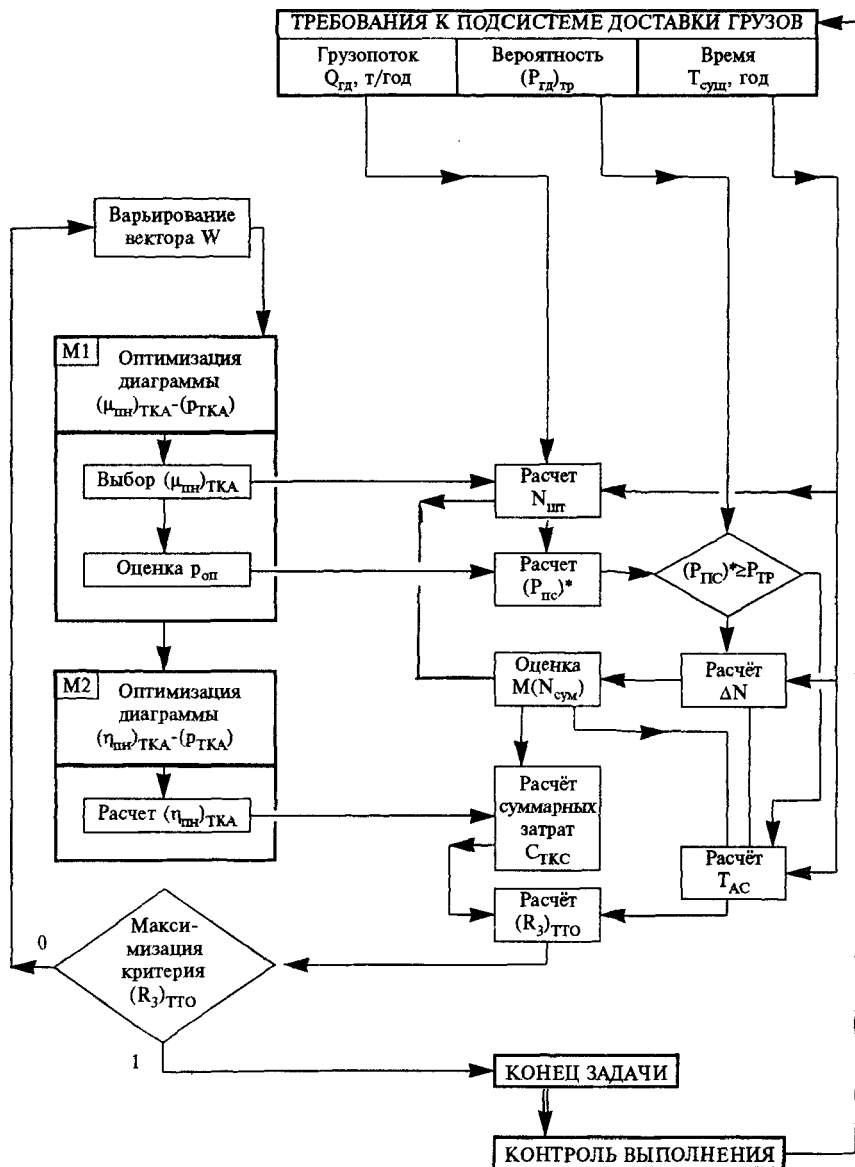 ТРЕБОВАНИЯ К ПОДСИСТЕМЕ ДОСТАВКИ ГРУЗОВ
Грузопоток
Q_гд, т/год
Вероятность
(P_гд)_тр
Время
T_сущ, год
Варьирование
вектора W
М1
Оптимизация
диаграммы
(μ_пн)_ТКА-(p_ТКА)
Выбор (μ_пн)_ТКА
Оценка p_оп
Расчет
N_шт
Расчет
(P_пс)*
(P_ПС)*≥P_ТР
М2
Оптимизация
диаграммы
(η_пн)_ТКА-(p_ТКА)
Расчет (η_пн)_ТКА
Оценка
M(N_сум)
Расчёт
ΔN
Расчёт
суммарных
затрат
C_ТКС
Расчёт
T_АС
Расчёт
(R_3)_ТТО
0
Макси-
мизация
критерия
(R_3)_ТТО
1
КОНЕЦ ЗАДАЧИ
КОНТРОЛЬ ВЫПОЛНЕНИЯ